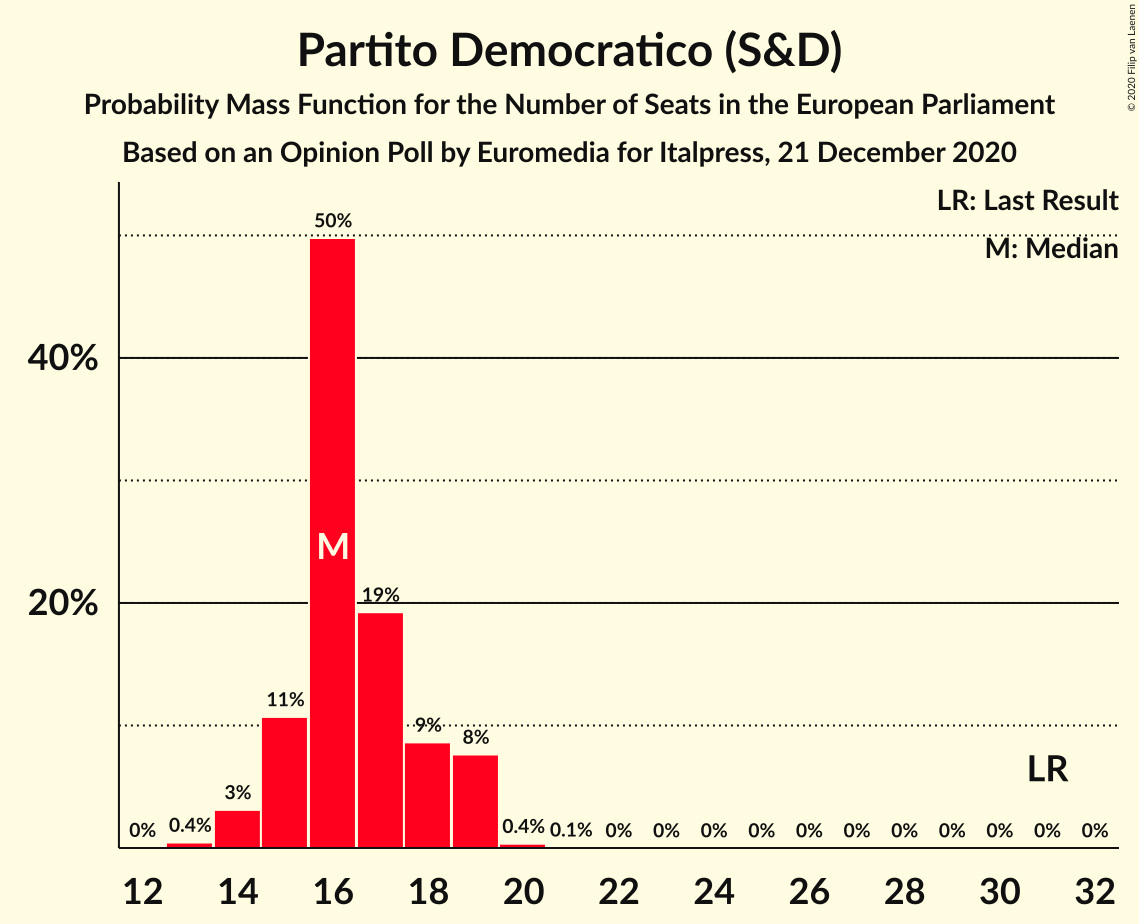 Partito Democratico (S&D)
Probability Mass Function for the Number of Seats in the European Parliament
Based on an Opinion Poll by Euromedia for Italpress, 21 December 2020
© 2020 Filip van Laenen
LR: Last Result
M: Median
50%
40%
M
20%
19%
11%
9%
8%
3%
LR
0% 0.4% 0.4% 0.1% 0% 0% 0% 0% 0% 0% 0% 0% 0% 0% 0%
12 14 16 18 20 22 24 26 28 30 32